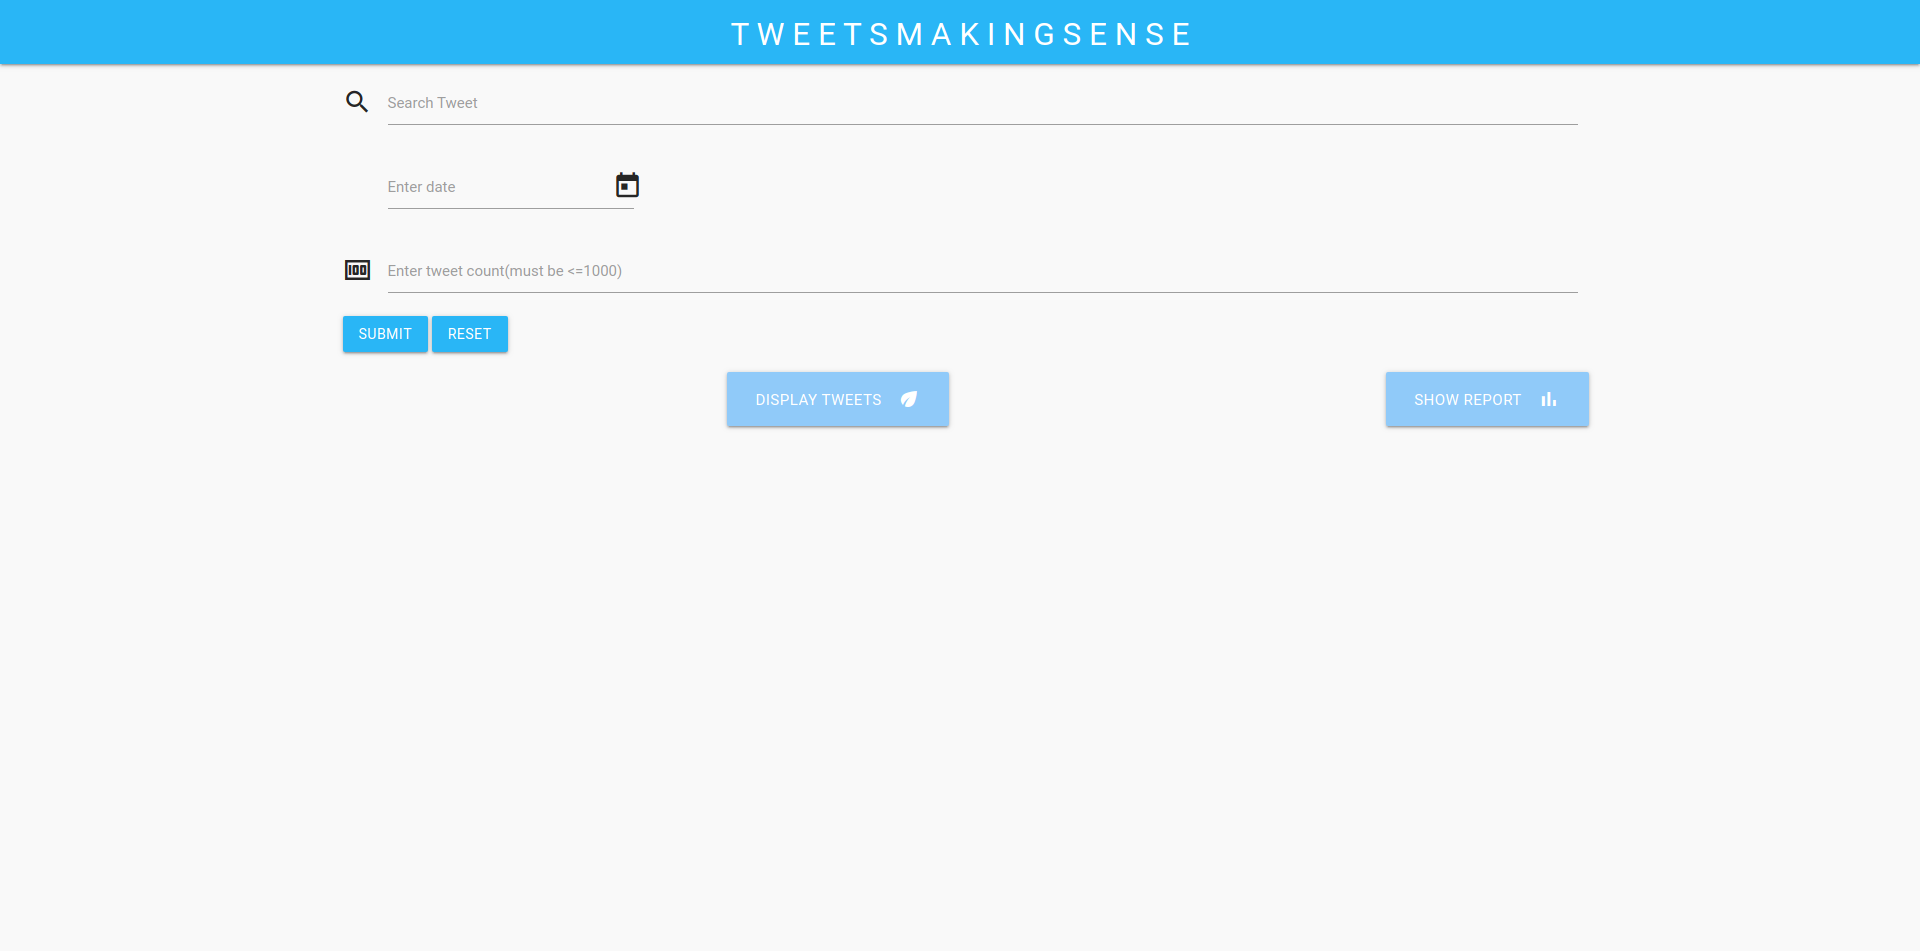 TWEETSMAKINGSENSE
Search Tweet
Enter date
100
Enter tweet count(must be <=1000)
SUBMIT RESET
DISPLAY TWEETS SHOW REPORT